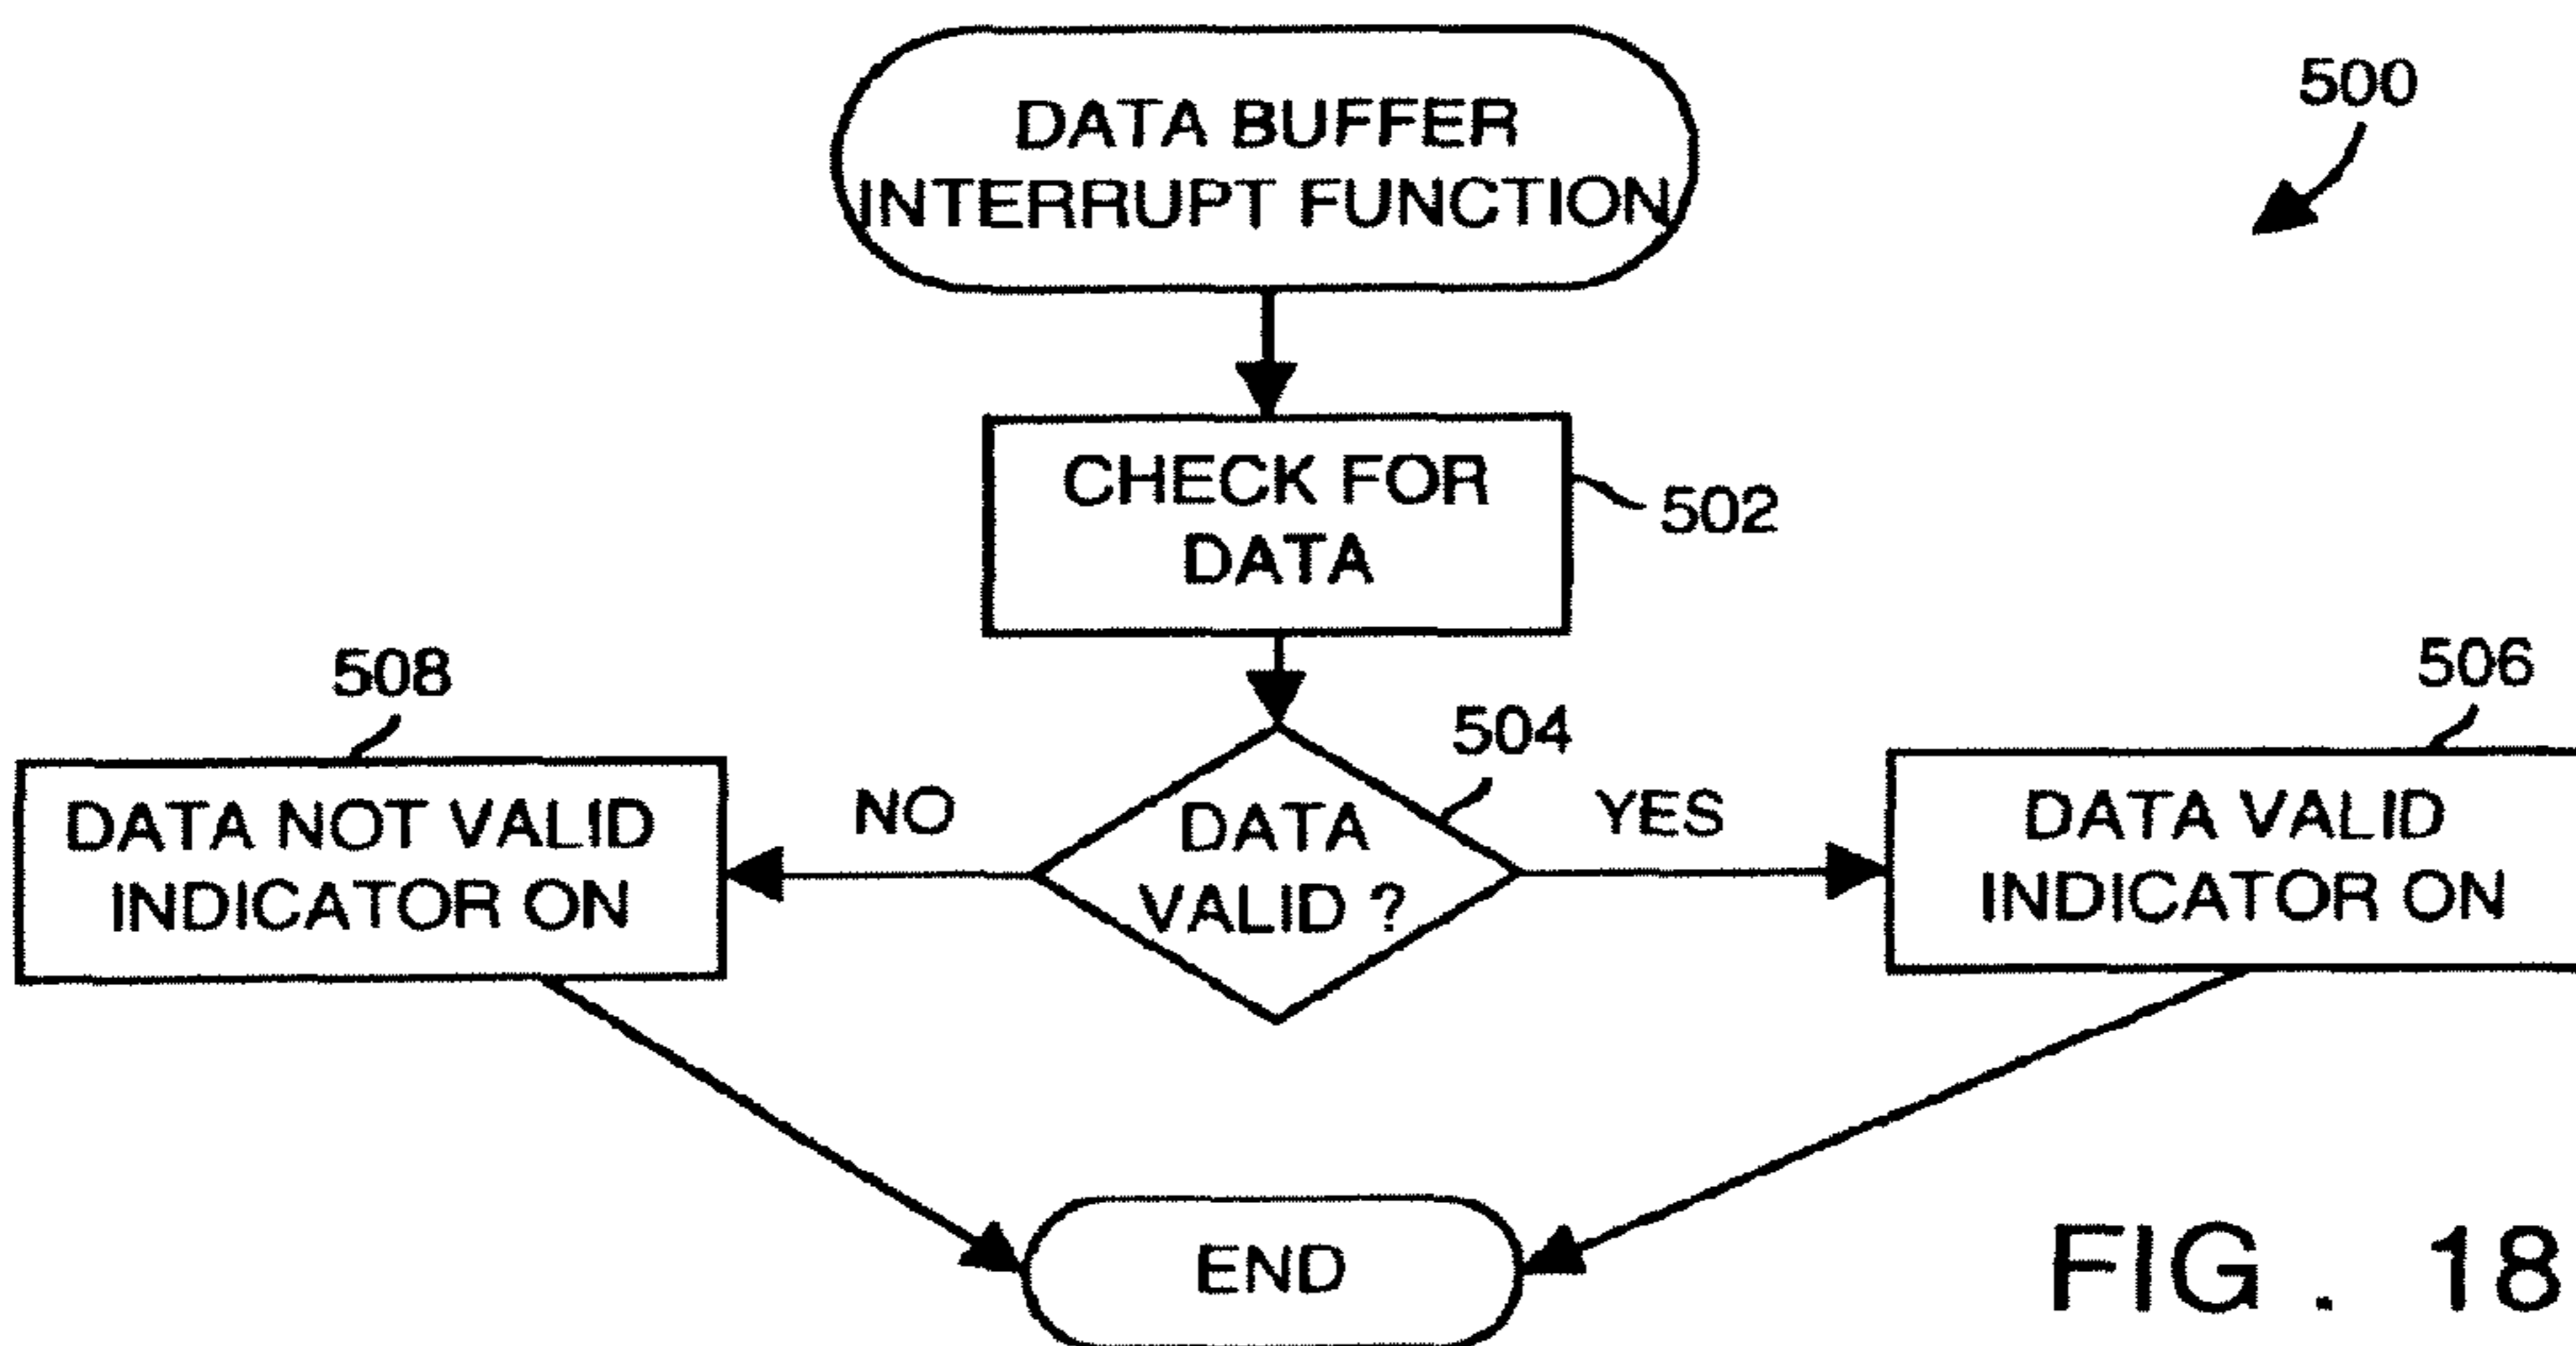 DATA BUFFER
INTERRUPT FUNCTION
500
CHECK FOR
DATA
502
508
504
506
DATA NOT VALID
INDICATOR ON
NO
DATA
VALID ?
YES
DATA VALID
INDICATOR ON
END
FIG . 18